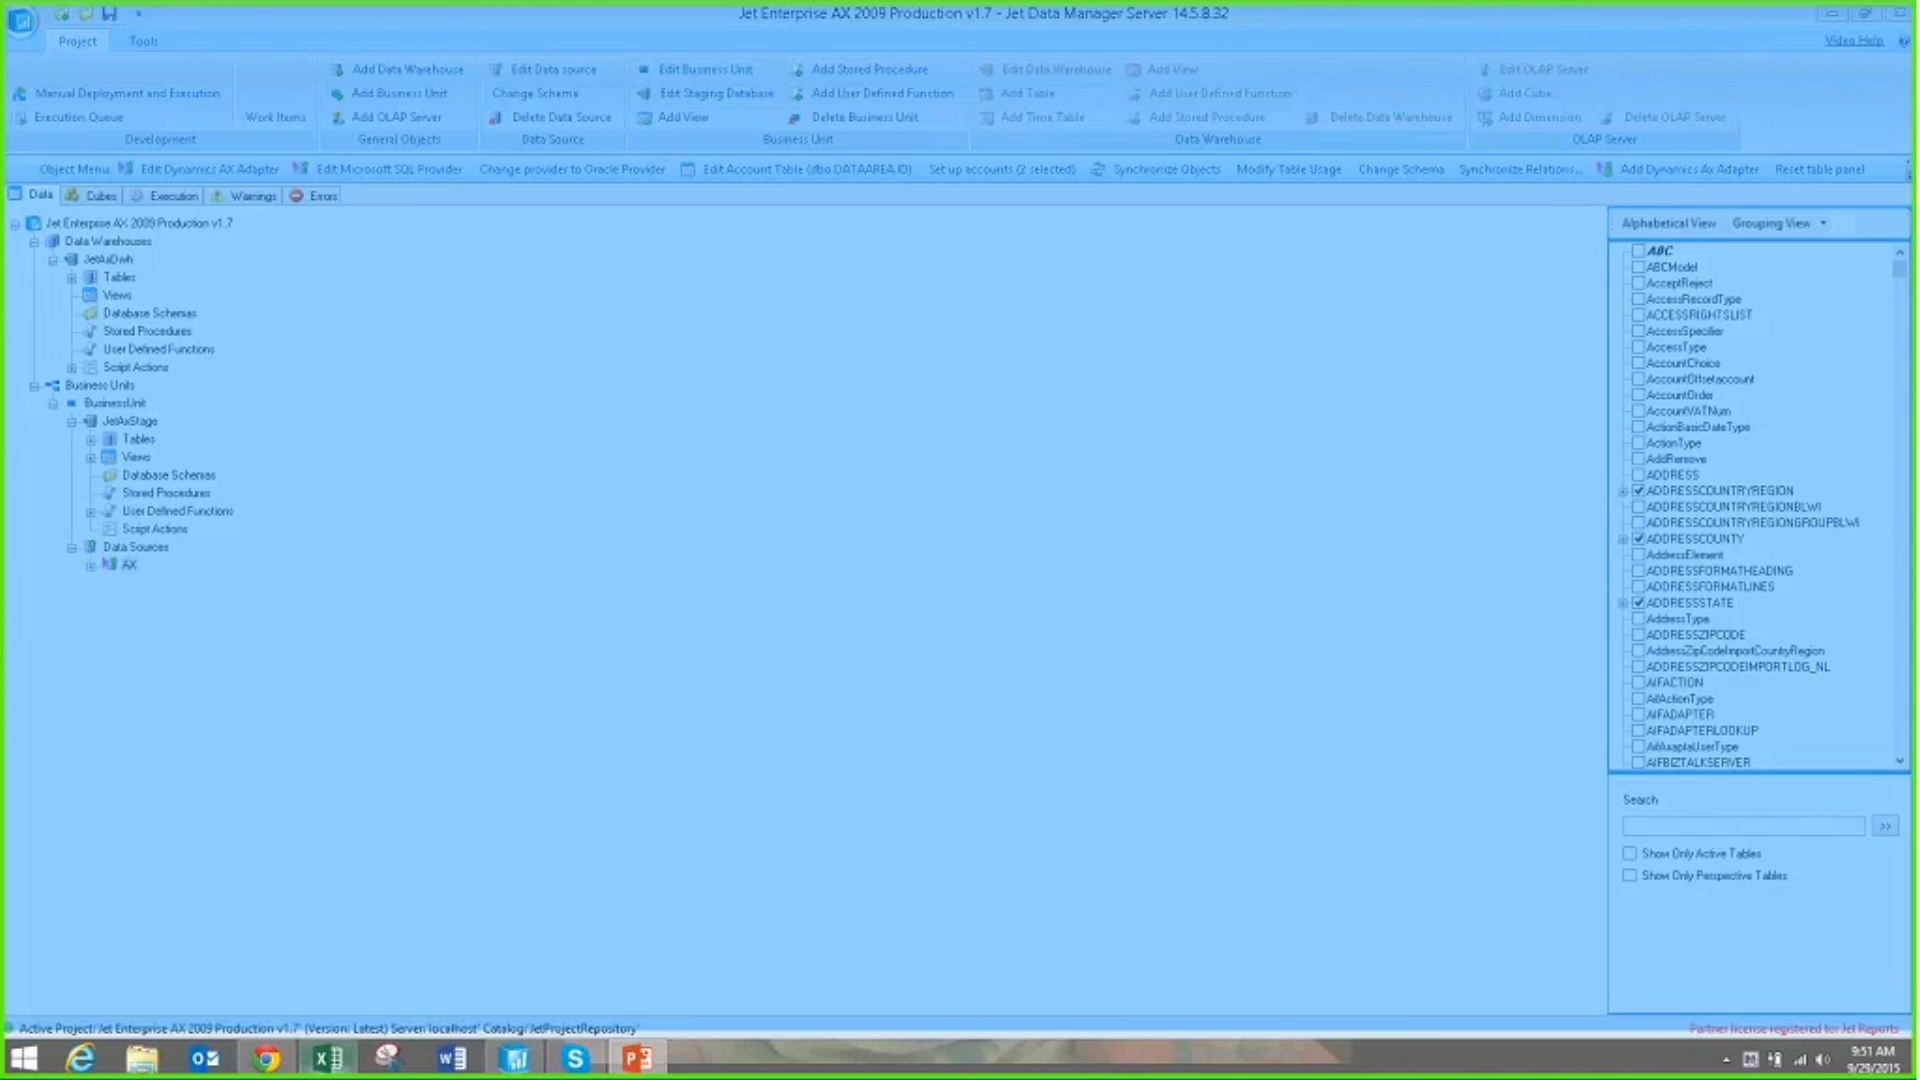 Jet Enterprise AX 2009 Production v1.7 - Jet Data Manager Server 14.5.8.32
Project Tools
Video Help
Add Data Warehouse Edit Data source Edit Business Unit Add Stored Procedure Edit Data Warehouse Add View Edit OLAP Server
Manual Deployment and Execution Add Business Unit Change Schema Edit Staging Database Add User Defined Function Add Table Add User Defined Function Add Cube
Execution Queue Work Items Add OLAP Server Delete Data Source Add View Delete Business Unit Add Time Table Add Stored Procedure Delete Data Warehouse Add Dimension Delete OLAP Server
Development General Objects Data Source Business Unit Data Warehouse OLAP Server
Object Menu: Edit Dynamics AX Adapter Edit Microsoft SQL Provider Change provider to Oracle Provider Edit Account Table (dbo.DATAAREA.ID) Set up accounts (2 selected) Synchronize Objects Modify Table Usage Change Schema Synchronize Relations... Add Dynamics Ax Adapter Reset table panel
Data Cubes Execution Warnings Errors
Jet Enterprise AX 2009 Production v1.7
Data Warehouses
JetAxDwh
Tables
Views
Database Schemas
Stored Procedures
User Defined Functions
Script Actions
Business Units
BusinessUnit
JetAxStage
Tables
Views
Database Schemas
Stored Procedures
User Defined Functions
Script Actions
Data Sources
AX
Alphabetical View Grouping View
ABC
ABCModel
AcceptReject
AccessRecordType
ACCESSRIGHTSLIST
AccessSpecifier
AccessType
AccountChoice
AccountOffsetaccount
AccountOrder
AccountVATNum
ActionBasicDateType
ActionType
AddRemove
ADDRESS
ADDRESSCOUNTRYREGION
ADDRESSCOUNTRYREGIONBLWI
ADDRESSCOUNTRYREGIONGROUPBLWI
ADDRESSCOUNTY
AddressElement
ADDRESSFORMATHEADING
ADDRESSFORMATLINES
ADDRESSSTATE
AddressType
ADDRESSZIPCODE
AddressZipCodeImportCountryRegion
ADDRESSZIPCODEIMPORTLOG_NL
AIFACTION
AifActionType
AIFADAPTER
AIFADAPTERLOOKUP
AifAxaptaUserType
AIFBIZTALKSERVER
Search
>>
Show Only Active Tables
Show Only Perspective Tables
Active Project:'Jet Enterprise AX 2009 Production v1.7' (Version: Latest) Server:'localhost' Catalog:'JetProjectRepository'
Partner license registered for Jet Reports
9:51 AM
9/29/2015